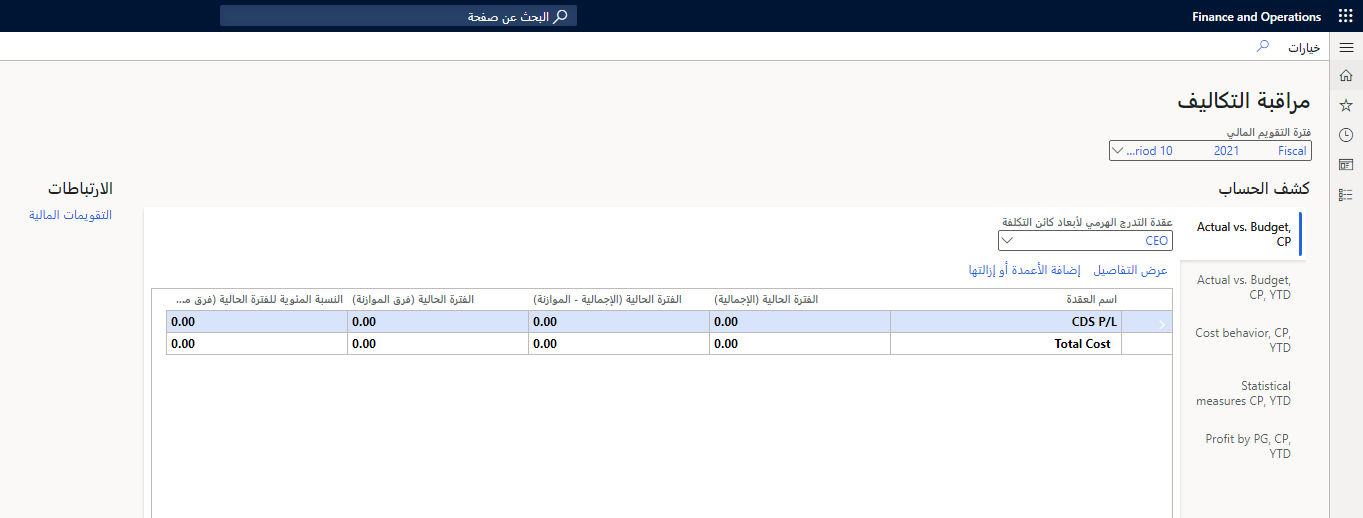 Finance and Operations
البحث عن صفحة
خيارات
مراقبة التكاليف
فترة التقويم المالي
Fiscal 2021 ...riod 10
كشف الحساب
Actual vs. Budget,
CP
Actual vs. Budget,
CP, YTD
Cost behavior, CP,
YTD
Statistical
measures CP, YTD
Profit by PG, CP,
YTD
عقدة التدرج الهرمي لأبعاد كائن التكلفة
CEO
عرض التفاصيل إضافة الأعمدة أو إزالتها
اسم العقدة الفترة الحالية (الإجمالية) الفترة الحالية (الإجمالية - الموازنة) الفترة الحالية (فرق الموازنة) النسبة المئوية للفترة الحالية (فرق م...
CDS P/L 0.00 0.00 0.00 0.00
Total Cost 0.00 0.00 0.00 0.00
الارتباطات
التقويمات المالية